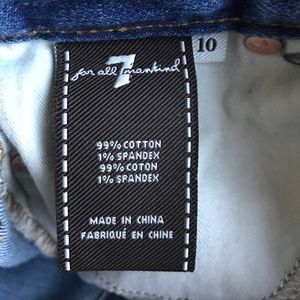 7
for all mankind
10
99% COTTON
1% SPANDEX
99% COTON
1% SPANDEX
MADE IN CHINA
FABRIQUÉ EN CHINE